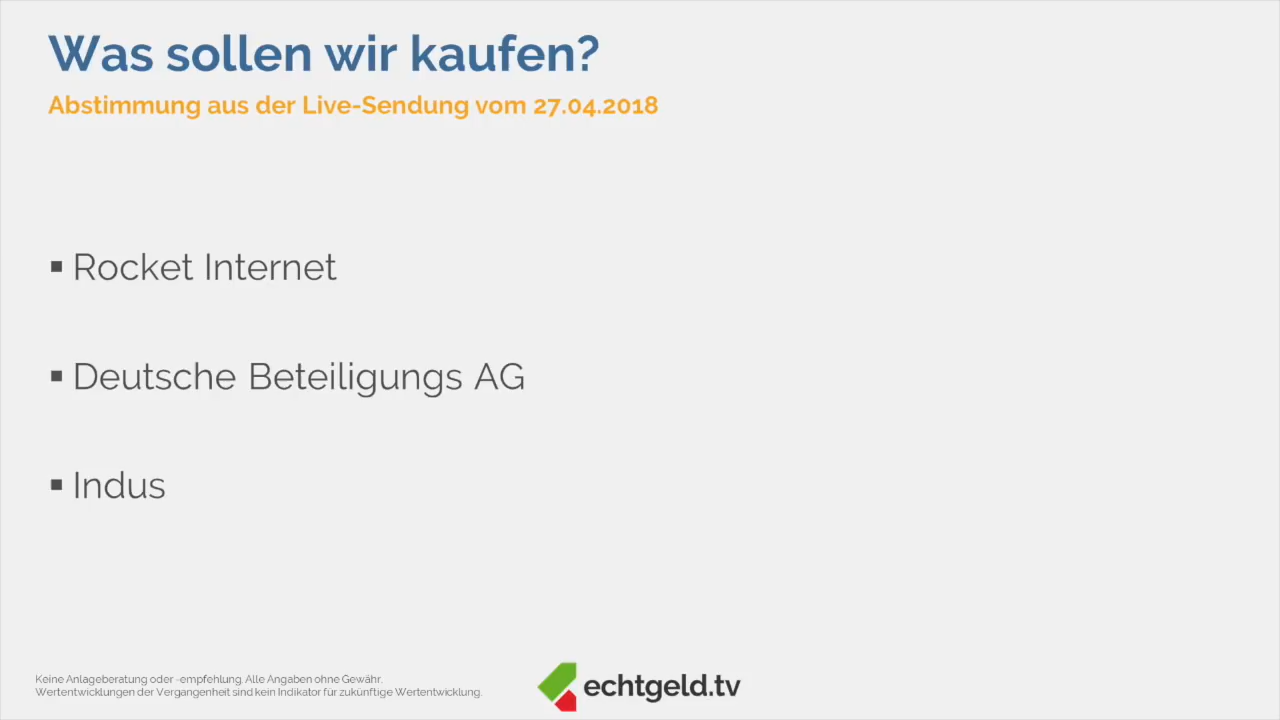 Was sollen wir kaufen?
Abstimmung aus der Live-Sendung vom 27.04.2018
▪ Rocket Internet
▪ Deutsche Beteiligungs AG
▪ Indus
Keine Anlageberatung oder -empfehlung. Alle Angaben ohne Gewähr.
Wertentwicklungen der Vergangenheit sind kein Indikator für zukünftige Wertentwicklung.
echtgeld.tv